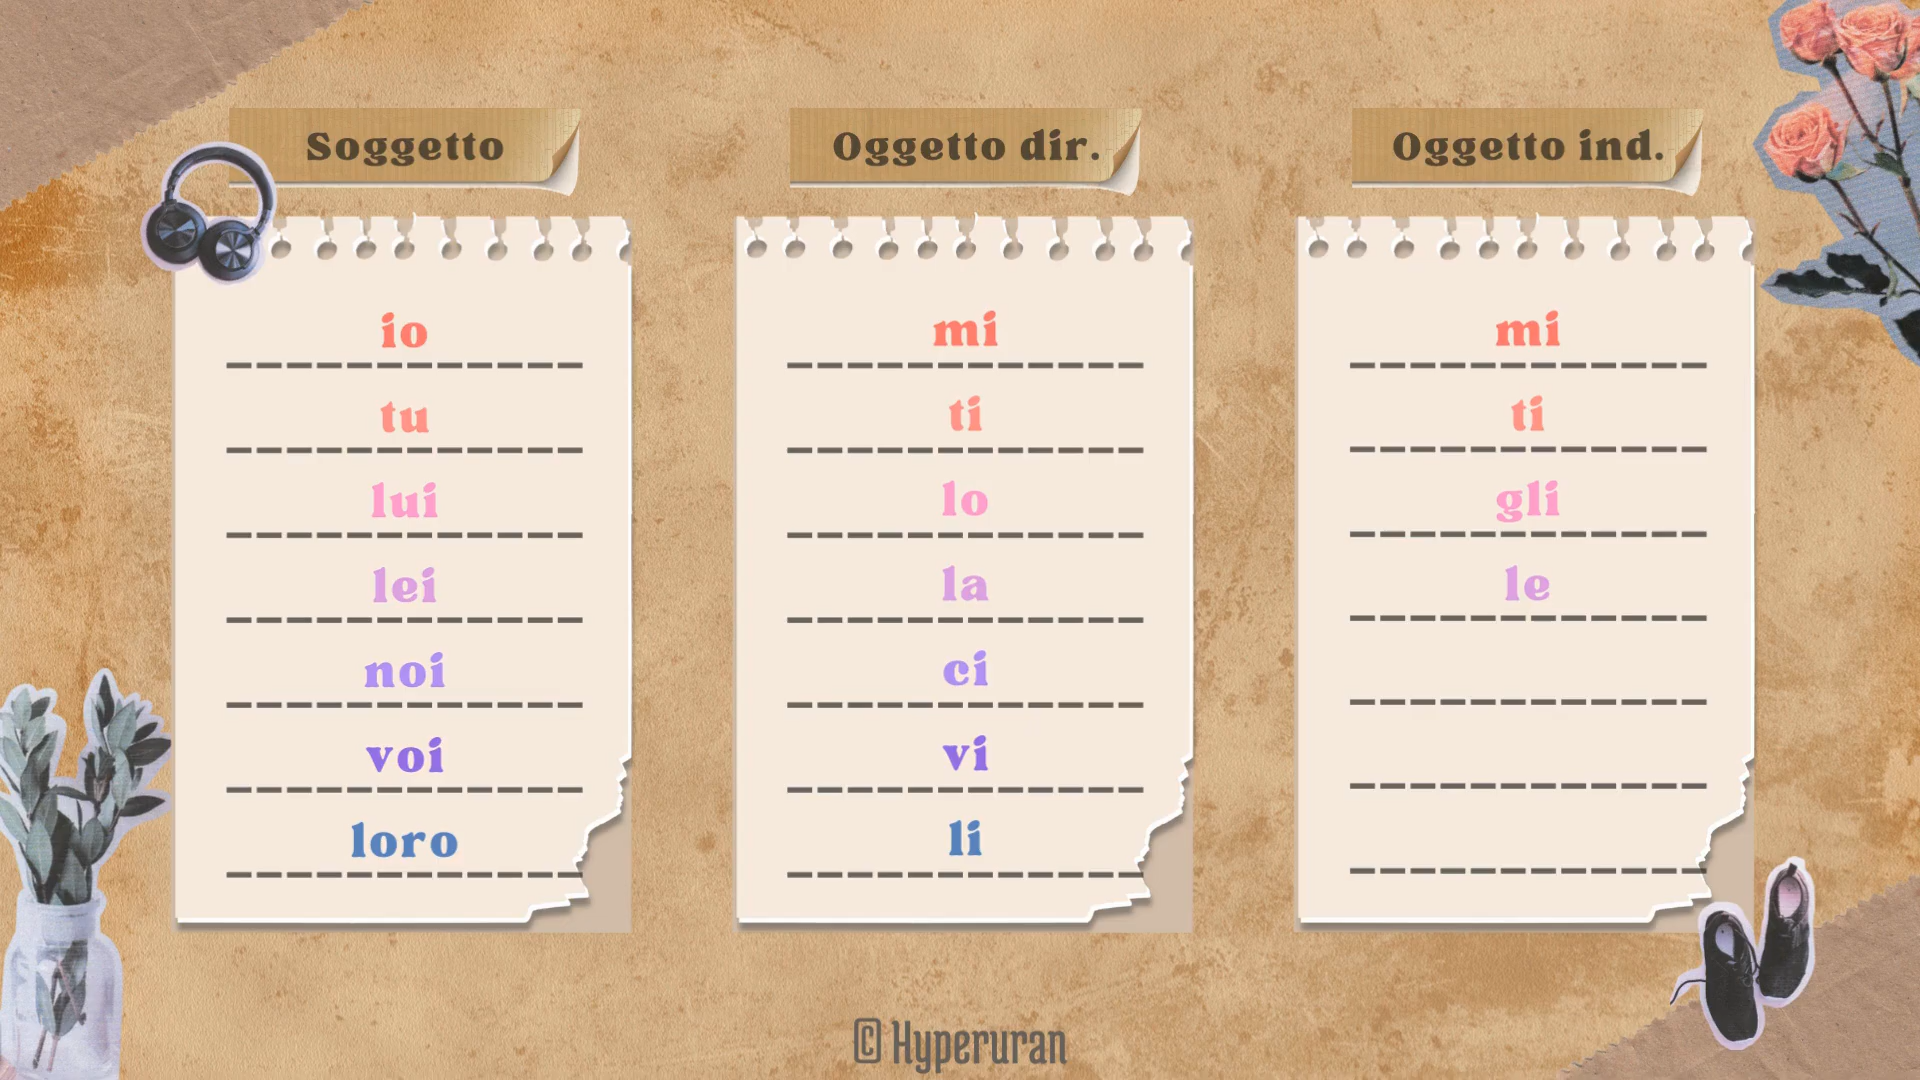 Soggetto
io
tu
lui
lei
noi
voi
loro
Oggetto dir.
mi
ti
lo
la
ci
vi
li
Oggetto ind.
mi
ti
gli
le
© Hyperuran